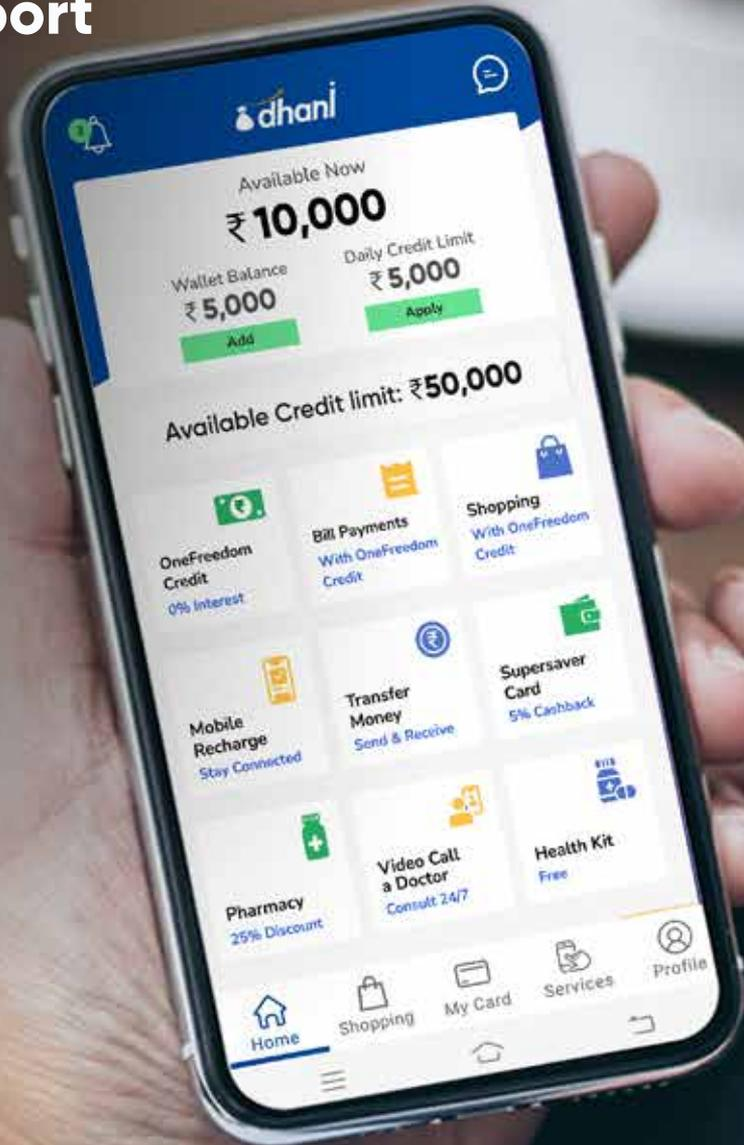 port
3
dhani
Available Now
₹ 10,000
Wallet Balance
₹ 5,000
Add
Daily Credit Limit
₹ 5,000
Apply
Available Credit limit: ₹50,000
OneFreedom
Credit
0% Interest
Bill Payments
With OneFreedom
Credit
Shopping
With OneFreedom
Credit
Mobile
Recharge
Stay Connected
Transfer
Money
Send & Receive
Supersaver
Card
5% Cashback
Pharmacy
25% Discount
Video Call
a Doctor
Consult 24/7
Health Kit
Free
Home
Shopping
My Card
Services
Profile